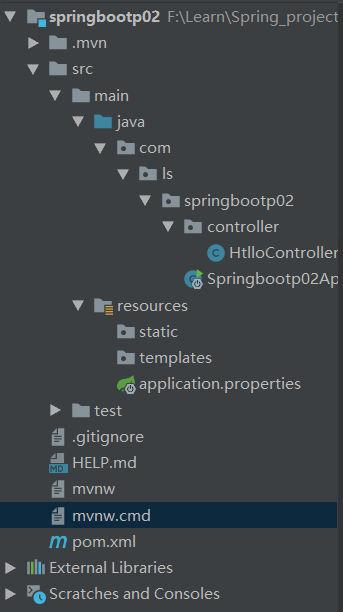 springbootp02 F:\Learn\Spring_project
.mvn
src
main
java
com
ls
springbootp02
controller
HtlloController
Springbootp02Ap
resources
static
templates
application.properties
test
.gitignore
HELP.md
mvnw
mvnw.cmd
pom.xml
External Libraries
Scratches and Consoles